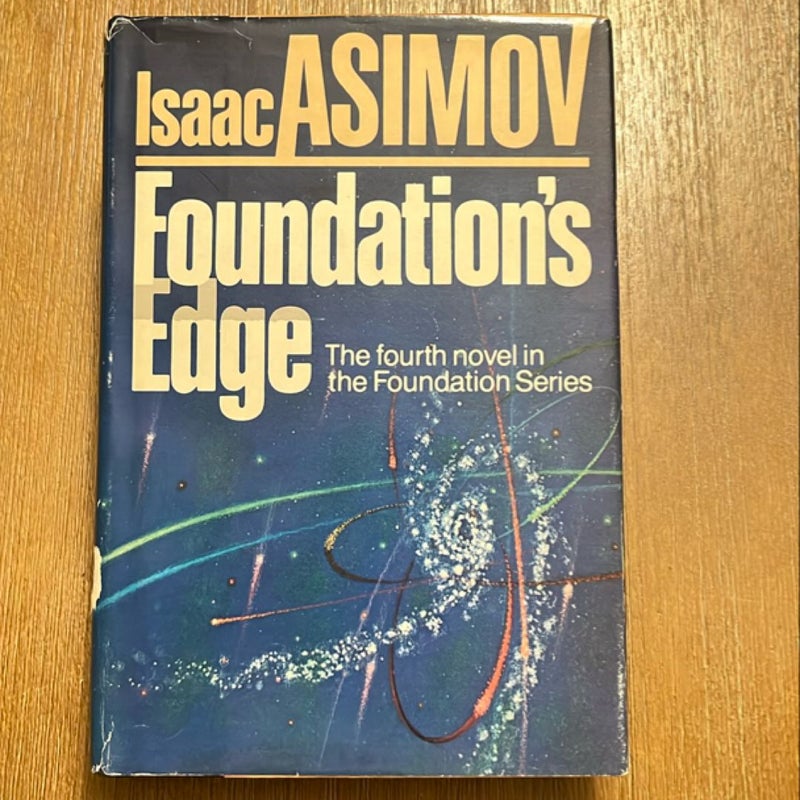 Isaac ASIMOV
Foundation's
Edge
The fourth novel in
the Foundation Series